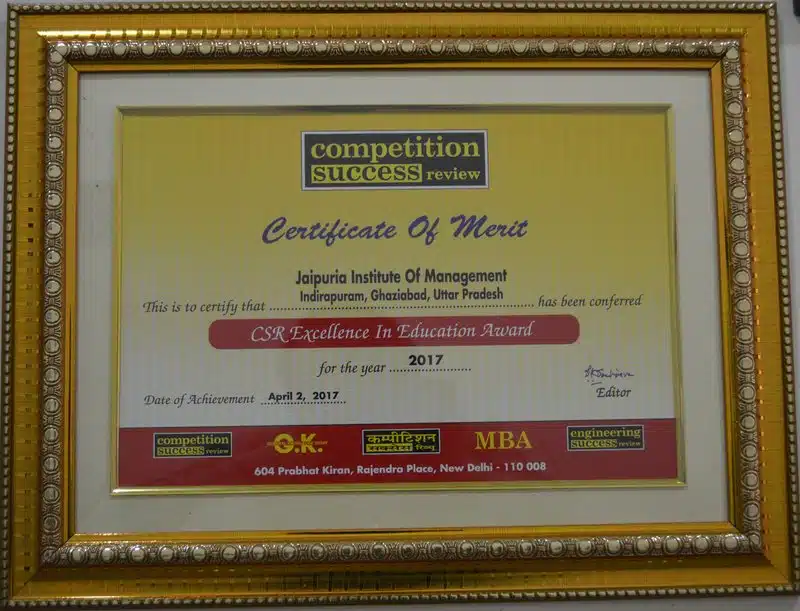 competition
success review
Certificate Of Merit
Jaipuria Institute Of Management
Indirapuram, Ghaziabad, Uttar Pradesh
This is to certify that has been conferred
CSR Excellence In Education Award
for the year 2017
Date of Achievement April 2, 2017
Editor
competition
success review
G.K.
कम्पीटिशन
सक्सेस रिव्यू
MBA
engineering
success review
604 Prabhat Kiran, Rajendra Place, New Delhi - 110 008